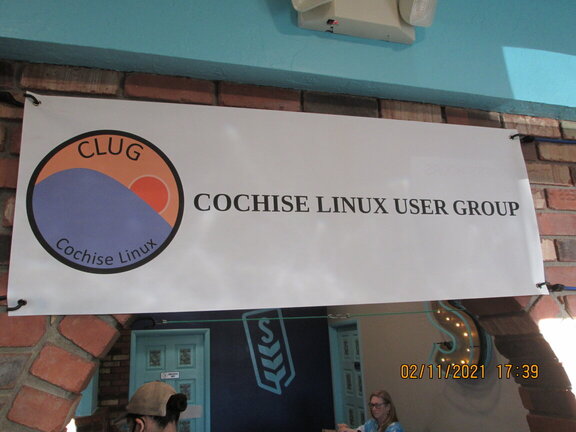 CLUG
Cochise Linux
COCHISE LINUX USER GROUP
S
02/11/2021 17:39